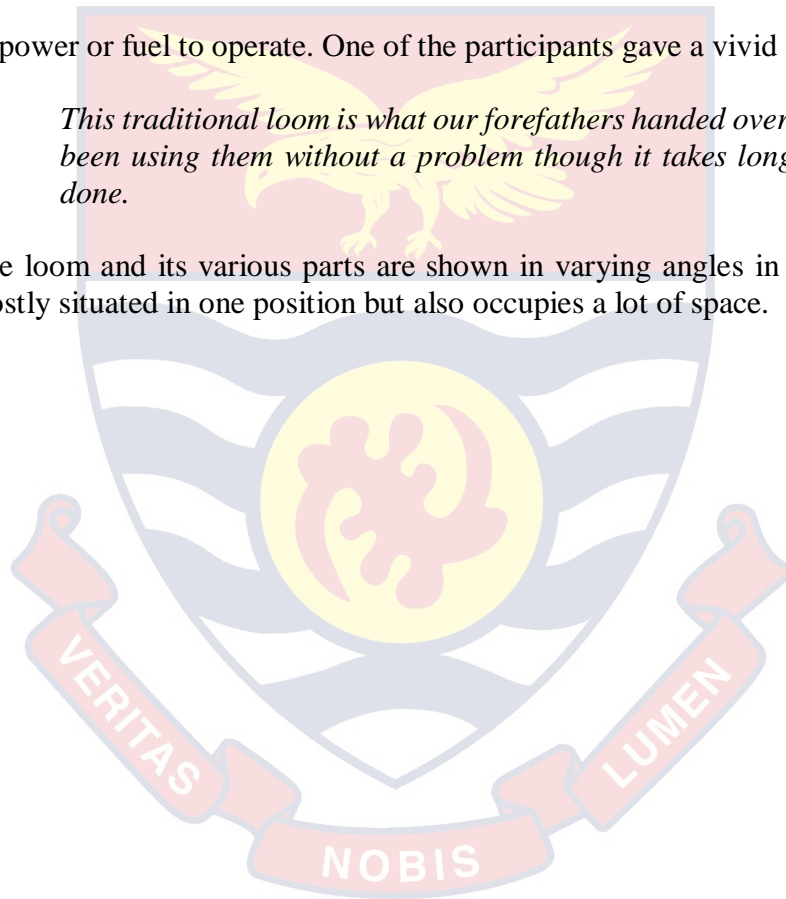 power or fuel to operate. One of the participants gave a vivid
This traditional loom is what our forefathers handed over
been using them without a problem though it takes long
done.
e loom and its various parts are shown in varying angles in
ostly situated in one position but also occupies a lot of space.
VERITAS
NOBIS
LUMEN